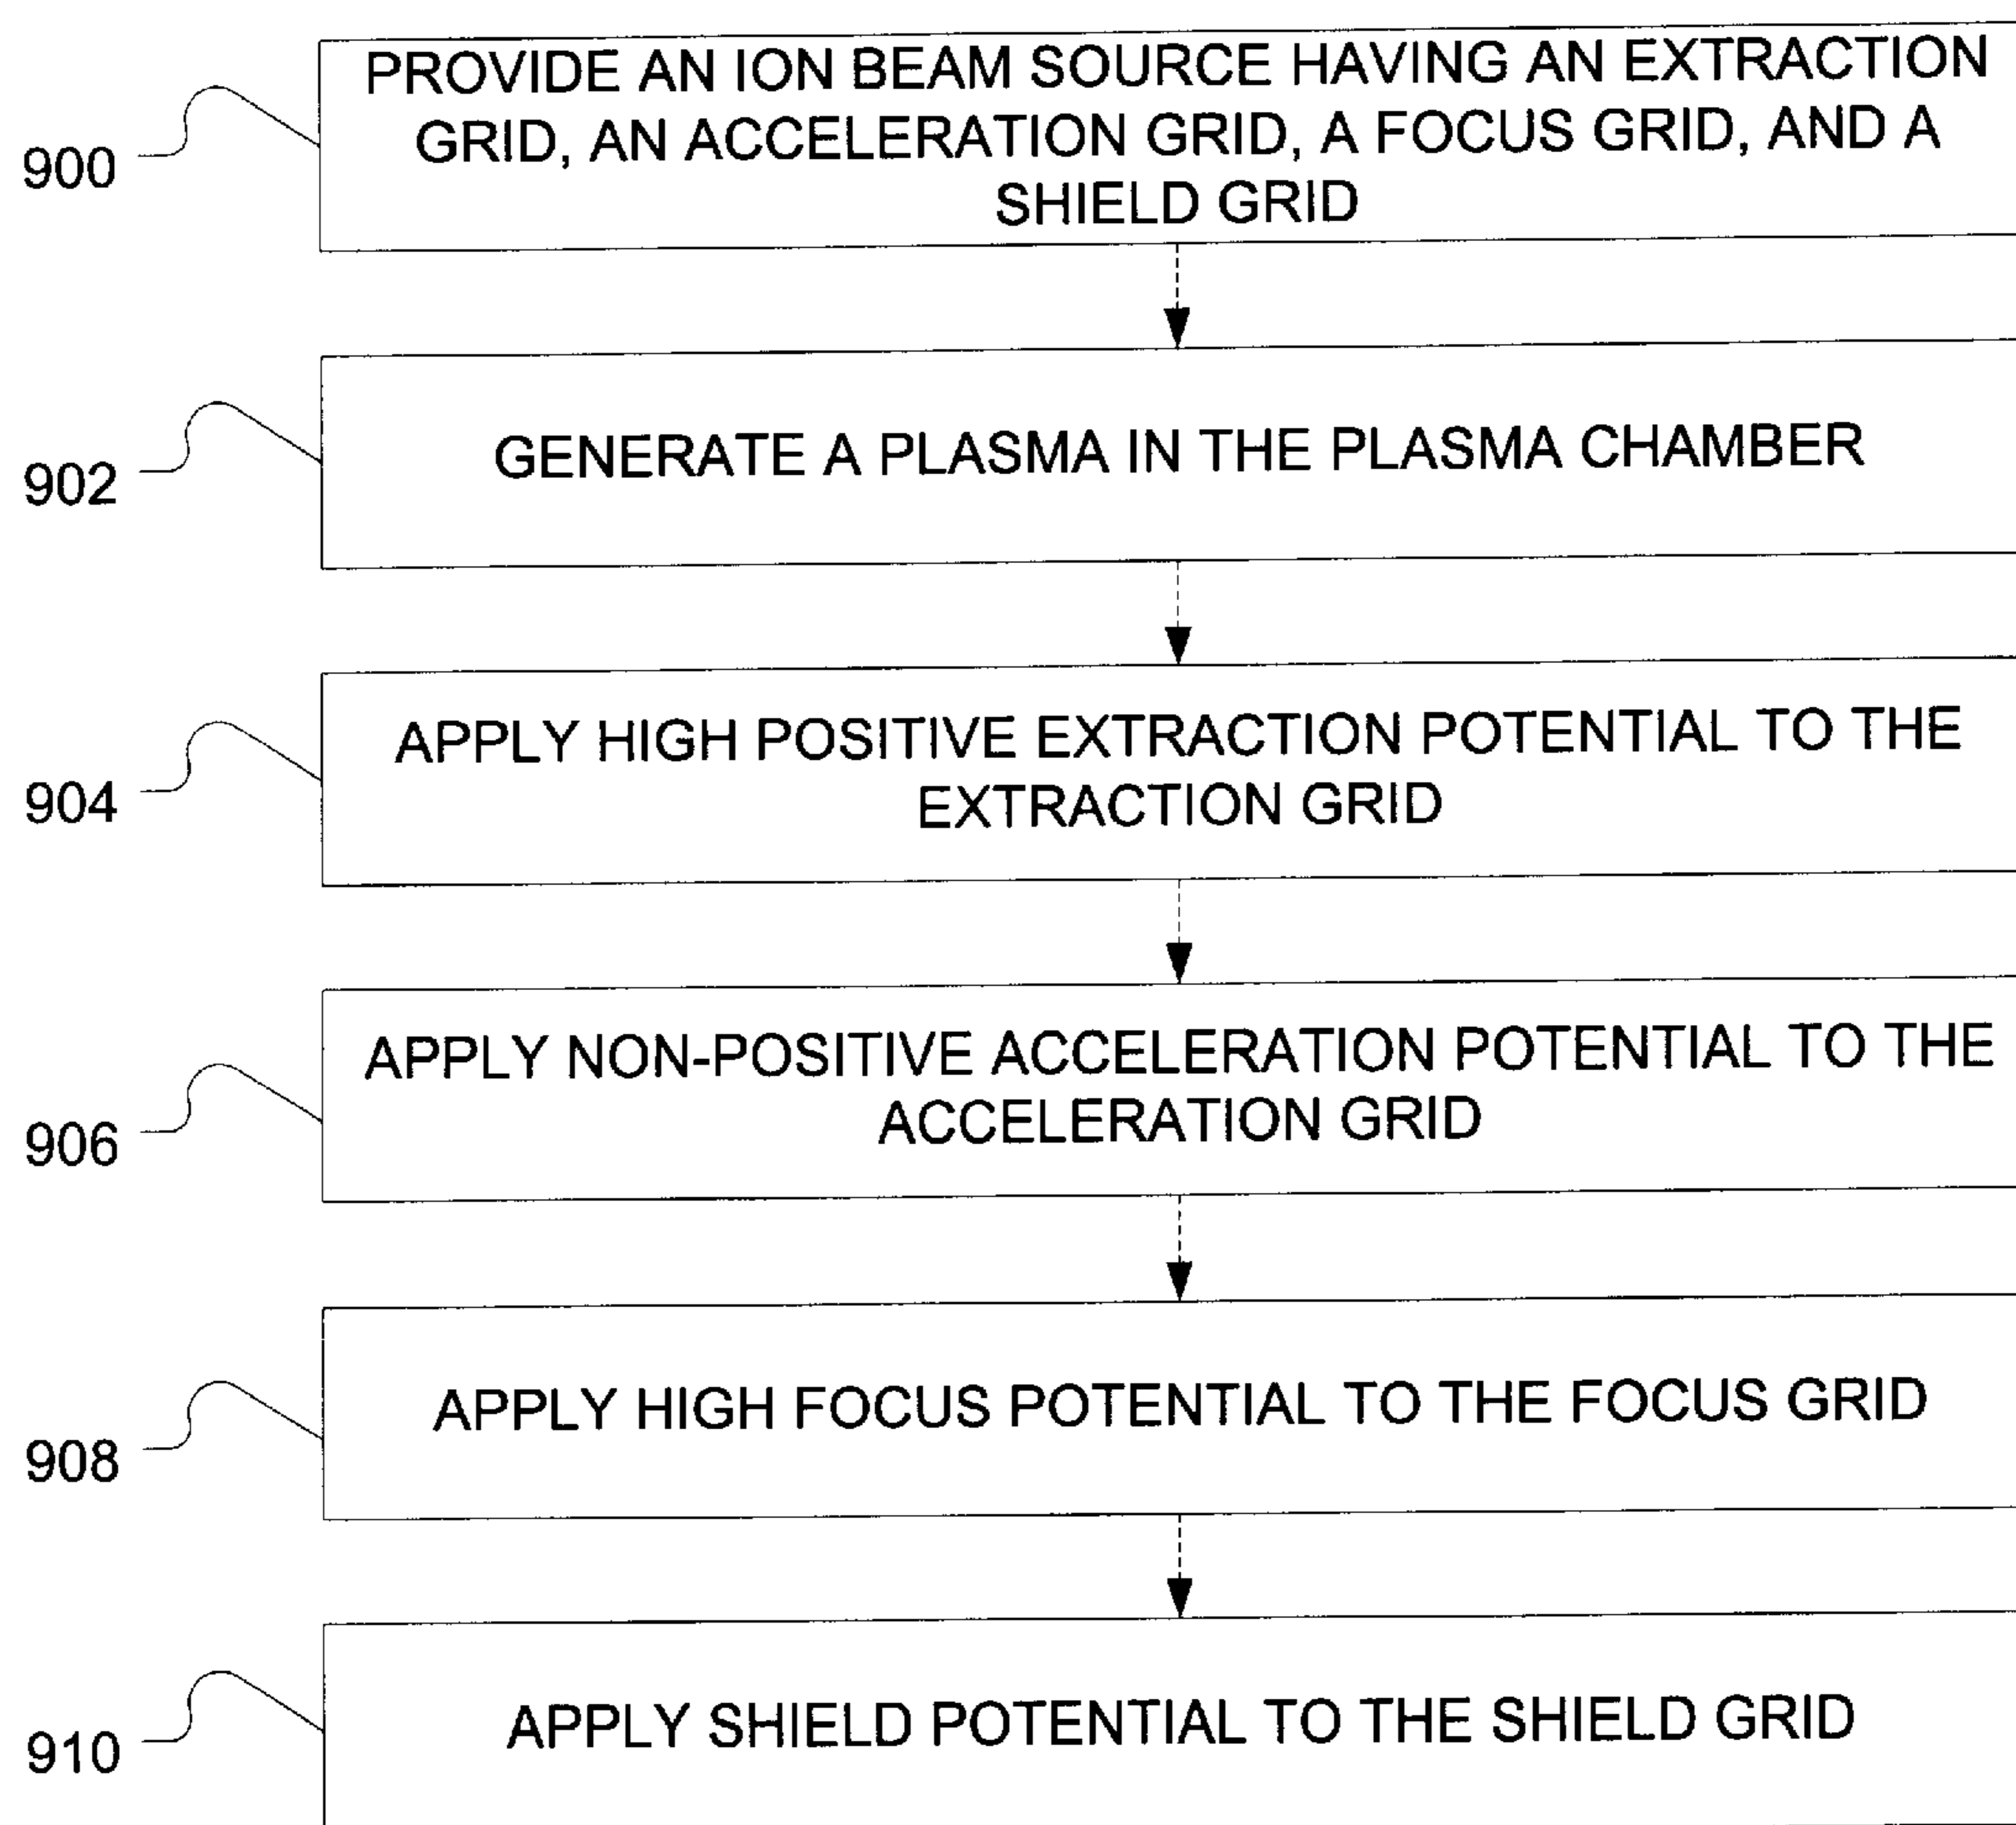 PROVIDE AN ION BEAM SOURCE HAVING AN EXTRACTION
GRID, AN ACCELERATION GRID, A FOCUS GRID, AND A
SHIELD GRID
900
GENERATE A PLASMA IN THE PLASMA CHAMBER
902
APPLY HIGH POSITIVE EXTRACTION POTENTIAL TO THE
EXTRACTION GRID
904
APPLY NON-POSITIVE ACCELERATION POTENTIAL TO THE
ACCELERATION GRID
906
APPLY HIGH FOCUS POTENTIAL TO THE FOCUS GRID
908
APPLY SHIELD POTENTIAL TO THE SHIELD GRID
910